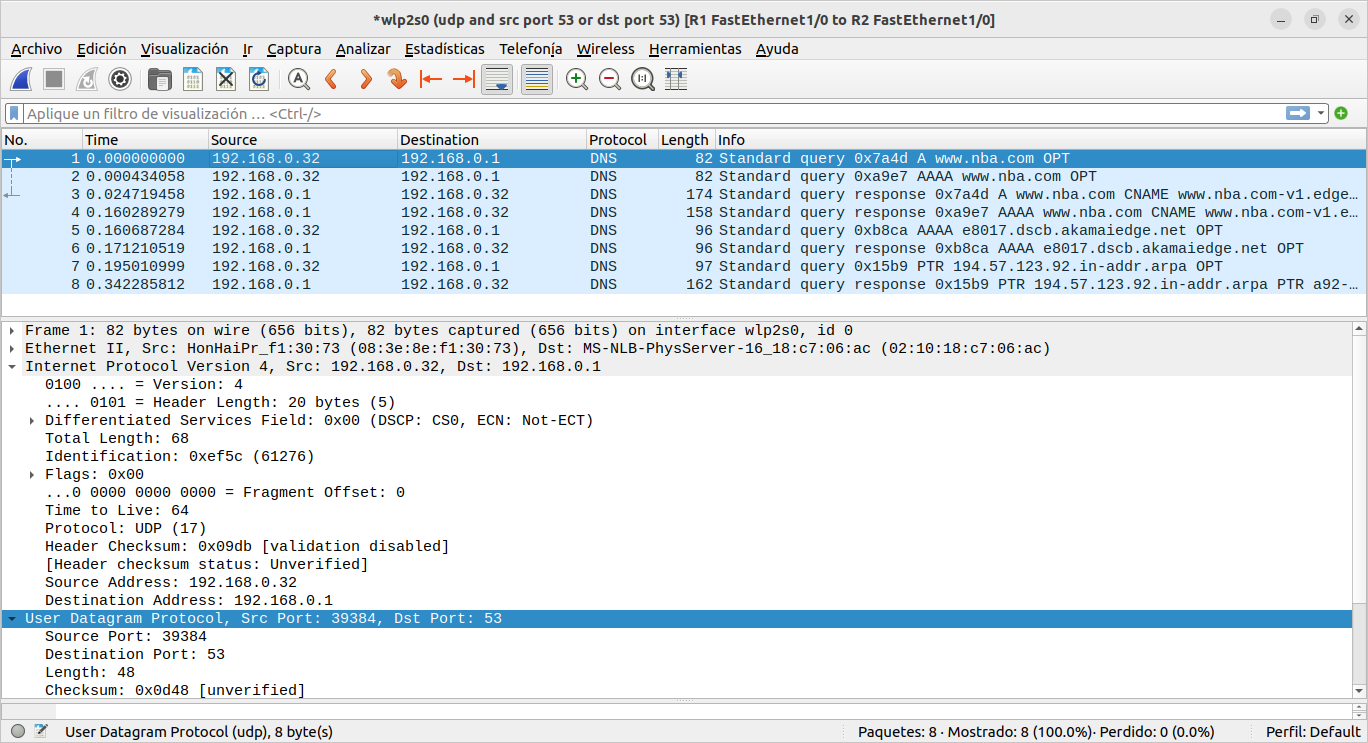 *wlp2s0 (udp and src port 53 or dst port 53) [R1 FastEthernet1/0 to R2 FastEthernet1/0]
Archivo Edición Visualización Ir Captura Analizar Estadísticas Telefonía Wireless Herramientas Ayuda
Aplique un filtro de visualización … <Ctrl-/>
No. Time Source Destination Protocol Length Info
1 0.000000000 192.168.0.32 192.168.0.1 DNS 82 Standard query 0x7a4d A www.nba.com OPT
2 0.000434058 192.168.0.32 192.168.0.1 DNS 82 Standard query 0xa9e7 AAAA www.nba.com OPT
3 0.024719458 192.168.0.1 192.168.0.32 DNS 174 Standard query response 0x7a4d A www.nba.com CNAME www.nba.com-v1.edge…
4 0.160289279 192.168.0.1 192.168.0.32 DNS 158 Standard query response 0xa9e7 AAAA www.nba.com CNAME www.nba.com-v1.e…
5 0.160687284 192.168.0.32 192.168.0.1 DNS 96 Standard query 0xb8ca AAAA e8017.dscb.akamaiedge.net OPT
6 0.171210519 192.168.0.1 192.168.0.32 DNS 96 Standard query response 0xb8ca AAAA e8017.dscb.akamaiedge.net OPT
7 0.195010999 192.168.0.32 192.168.0.1 DNS 97 Standard query 0x15b9 PTR 194.57.123.92.in-addr.arpa OPT
8 0.342285812 192.168.0.1 192.168.0.32 DNS 162 Standard query response 0x15b9 PTR 194.57.123.92.in-addr.arpa PTR a92-…
Frame 1: 82 bytes on wire (656 bits), 82 bytes captured (656 bits) on interface wlp2s0, id 0
Ethernet II, Src: HonHaiPr_f1:30:73 (08:3e:8e:f1:30:73), Dst: MS-NLB-PhysServer-16_18:c7:06:ac (02:10:18:c7:06:ac)
Internet Protocol Version 4, Src: 192.168.0.32, Dst: 192.168.0.1
0100 .... = Version: 4
.... 0101 = Header Length: 20 bytes (5)
Differentiated Services Field: 0x00 (DSCP: CS0, ECN: Not-ECT)
Total Length: 68
Identification: 0xef5c (61276)
Flags: 0x00
...0 0000 0000 0000 = Fragment Offset: 0
Time to Live: 64
Protocol: UDP (17)
Header Checksum: 0x09db [validation disabled]
[Header checksum status: Unverified]
Source Address: 192.168.0.32
Destination Address: 192.168.0.1
User Datagram Protocol, Src Port: 39384, Dst Port: 53
Source Port: 39384
Destination Port: 53
Length: 48
Checksum: 0x0d48 [unverified]
User Datagram Protocol (udp), 8 byte(s) Paquetes: 8 · Mostrado: 8 (100.0%)· Perdido: 0 (0.0%) Perfil: Default